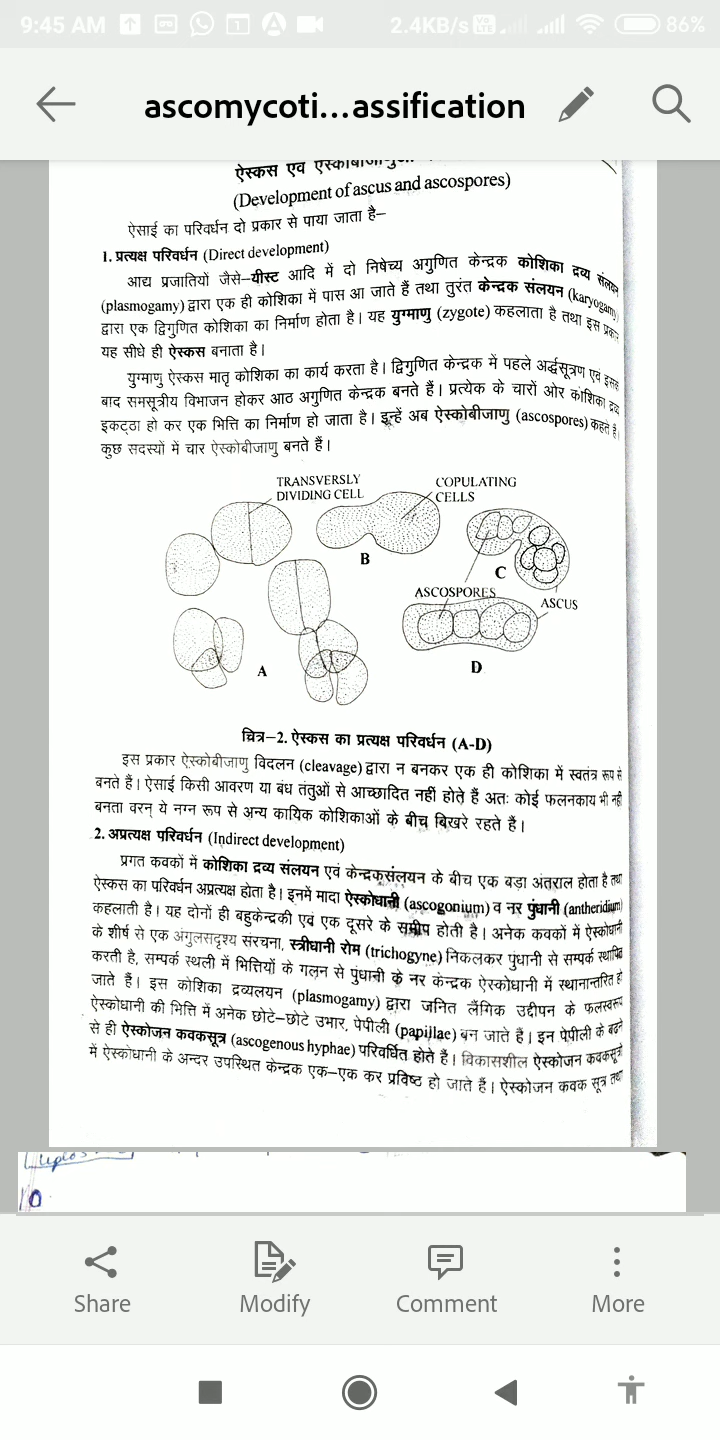 9:45 AM 2.4KB/s 86%
ascomycoti...assification
ऐस्कस एवं
(Development of ascus and ascospores)
ऐसाई का परिवर्धन दो प्रकार से पाया जाता है–
1. प्रत्यक्ष परिवर्धन (Direct development)
आद्य प्रजातियों जैसे–यीस्ट आदि में दो निषेच्य अगुणित केन्द्रक कोशिका द्रव्य संलयन
(plasmogamy) द्वारा एक ही कोशिका में पास आ जाते हैं तथा तुरंत केन्द्रक संलयन (karyogamy)
द्वारा एक द्विगुणित कोशिका का निर्माण होता है। यह युग्माणु (zygote) कहलाता है तथा इस प्रकार
यह सीधे ही ऐस्कस बनाता है।
युग्माणु ऐस्कस मातृ कोशिका का कार्य करता है। द्विगुणित केन्द्रक में पहले अर्द्धसूत्रण एवं इसके
बाद समसूत्रीय विभाजन होकर आठ अगुणित केन्द्रक बनते हैं। प्रत्येक के चारों ओर कोशिका द्रव्य
इकट्ठा हो कर एक भित्ति का निर्माण हो जाता है। इन्हें अब ऐस्कोबीजाणु (ascospores) कहते हैं।
कुछ सदस्यों में चार ऐस्कोबीजाणु बनते हैं।
TRANSVERSLY
DIVIDING CELL
COPULATING
CELLS
B
C
ASCOSPORES
ASCUS
A
D
चित्र–2. ऐस्कस का प्रत्यक्ष परिवर्धन (A-D)
इस प्रकार ऐस्कोबीजाणु विदलन (cleavage) द्वारा न बनकर एक ही कोशिका में स्वतंत्र रूप से
बनते हैं। ऐसाई किसी आवरण या बंध तंतुओं से आच्छादित नहीं होते हैं अतः कोई फलनकाय भी नहीं
बनता वरन् ये नग्न रूप से अन्य कायिक कोशिकाओं के बीच बिखरे रहते हैं।
2. अप्रत्यक्ष परिवर्धन (Indirect development)
प्रगत कवकों में कोशिका द्रव्य संलयन एवं केन्द्रकसंलयन के बीच एक बड़ा अंतराल होता है तथा
ऐस्कस का परिवर्धन अप्रत्यक्ष होता है। इनमें मादा ऐस्कोधानी (ascogonium) व नर पुंधानी (antheridium)
कहलाती है। यह दोनों ही बहुकेन्द्रकी एवं एक दूसरे के समीप होती है। अनेक कवकों में ऐस्कोधानी
के शीर्ष से एक अंगुलसदृश्य संरचना, स्त्रीधानी रोम (trichogyne) निकलकर पुंधानी से सम्पर्क स्थापित
करती है, सम्पर्क स्थली में भित्तियों के गलन से पुंधानी के नर केन्द्रक ऐस्कोधानी में स्थानान्तरित हो
जाते हैं। इस कोशिका द्रव्यलयन (plasmogamy) द्वारा जनित लैंगिक उद्दीपन के फलस्वरूप
ऐस्कोधानी की भित्ति में अनेक छोटे–छोटे उभार, पेपीली (papillae) बन जाते हैं। इन पेपीली के बढ़ने
से ही ऐस्कोजन कवकसूत्र (ascogenous hyphae) परिवर्धित होते हैं। विकासशील ऐस्कोजन कवकसूत्रों
में ऐस्कोधानी के अन्दर उपस्थित केन्द्रक एक–एक कर प्रविष्ठ हो जाते हैं। ऐस्कोजन कवक सूत्र तथा
Share Modify Comment More